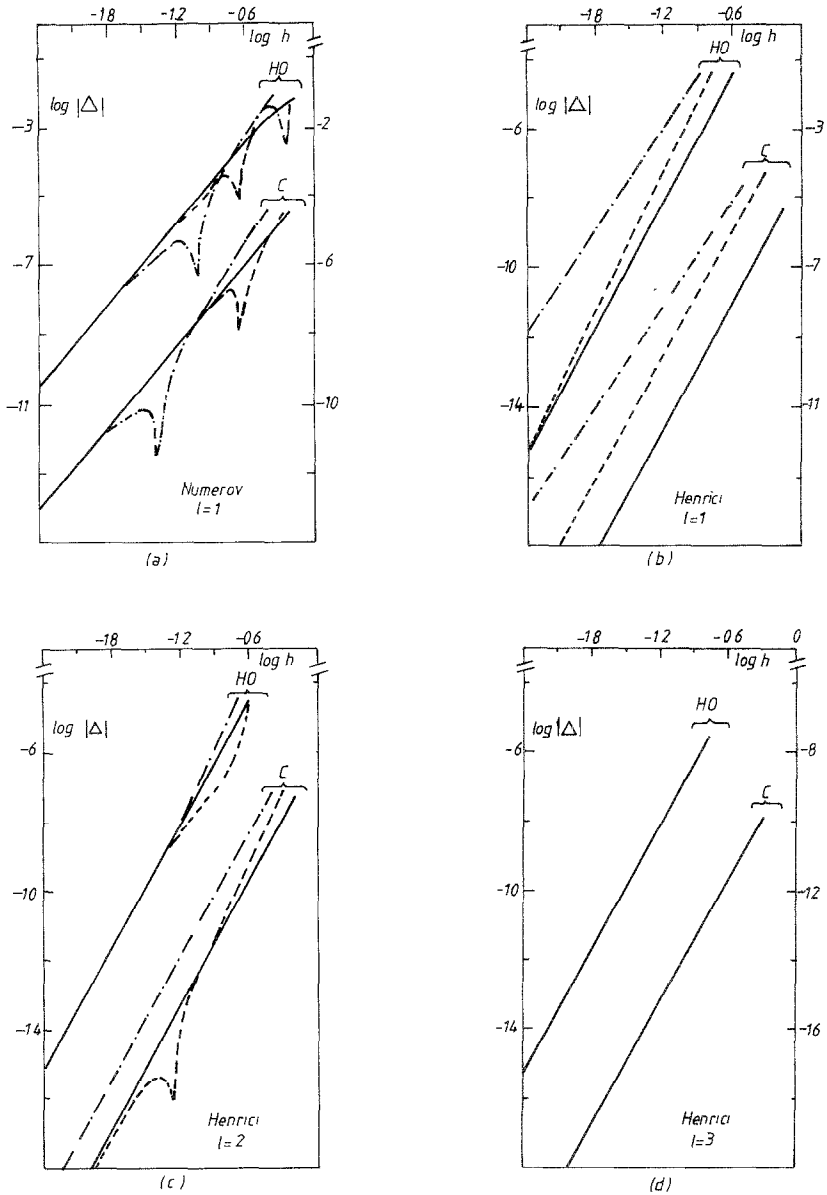 -1.8 -1.2 -0.6
log h
HO
log |Δ|
-3 -2
C
-7 -6
-11 -10
Numerov
l=1
(a)
-1.2 -0.6
log h
HO
log |Δ|
-6 -3
C
-10 -7
-14 -11
Henrici
l=1
(b)
-1.8 -1.2 -0.6
log h
HO
log |Δ|
-6
C
-10
-14
Henrici
l=2
(c)
-1.8 -1.2 -0.6 0
log h
HO
log |Δ|
-6 -8
C
-10 -12
-14 -16
Henrici
l=3
(d)